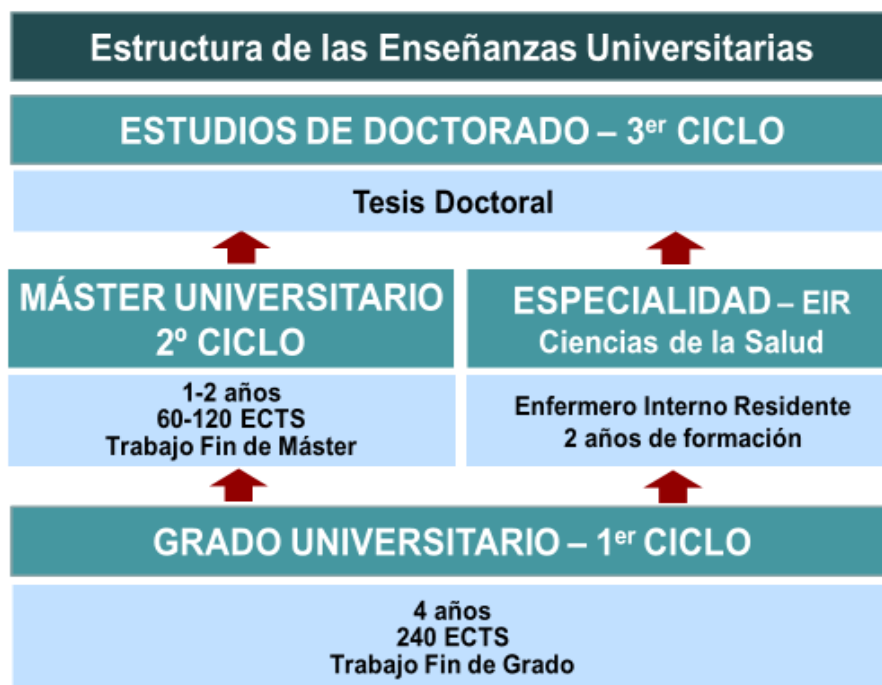 Estructura de las Enseñanzas Universitarias
ESTUDIOS DE DOCTORADO – 3er CICLO
Tesis Doctoral
MÁSTER UNIVERSITARIO
2º CICLO
1-2 años
60-120 ECTS
Trabajo Fin de Máster
ESPECIALIDAD – EIR
Ciencias de la Salud
Enfermero Interno Residente
2 años de formación
GRADO UNIVERSITARIO – 1er CICLO
4 años
240 ECTS
Trabajo Fin de Grado